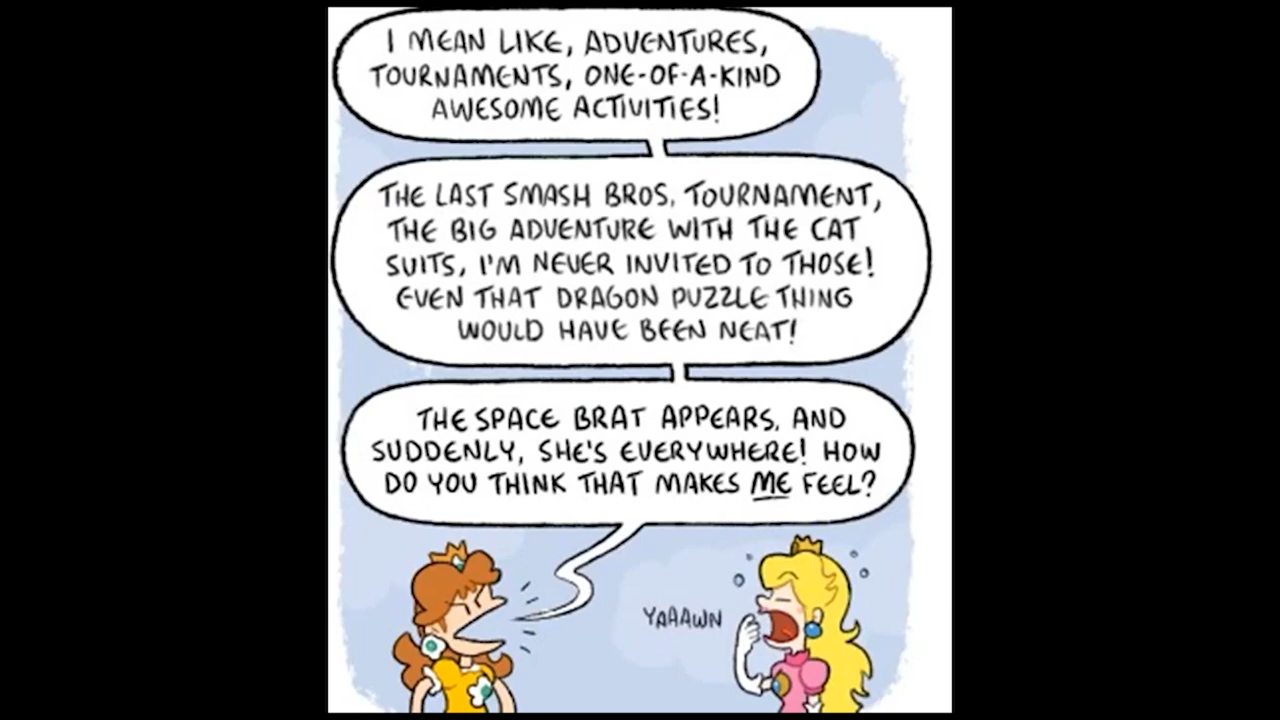 I MEAN LIKE, ADVENTURES,
TOURNAMENTS, ONE-OF-A-KIND
AWESOME ACTIVITIES!
THE LAST SMASH BROS. TOURNAMENT,
THE BIG ADVENTURE WITH THE CAT
SUITS, I'M NEVER INVITED TO THOSE!
EVEN THAT DRAGON PUZZLE THING
WOULD HAVE BEEN NEAT!
THE SPACE BRAT APPEARS, AND
SUDDENLY, SHE'S EVERYWHERE! HOW
DO YOU THINK THAT MAKES ME FEEL?
YAAAWN